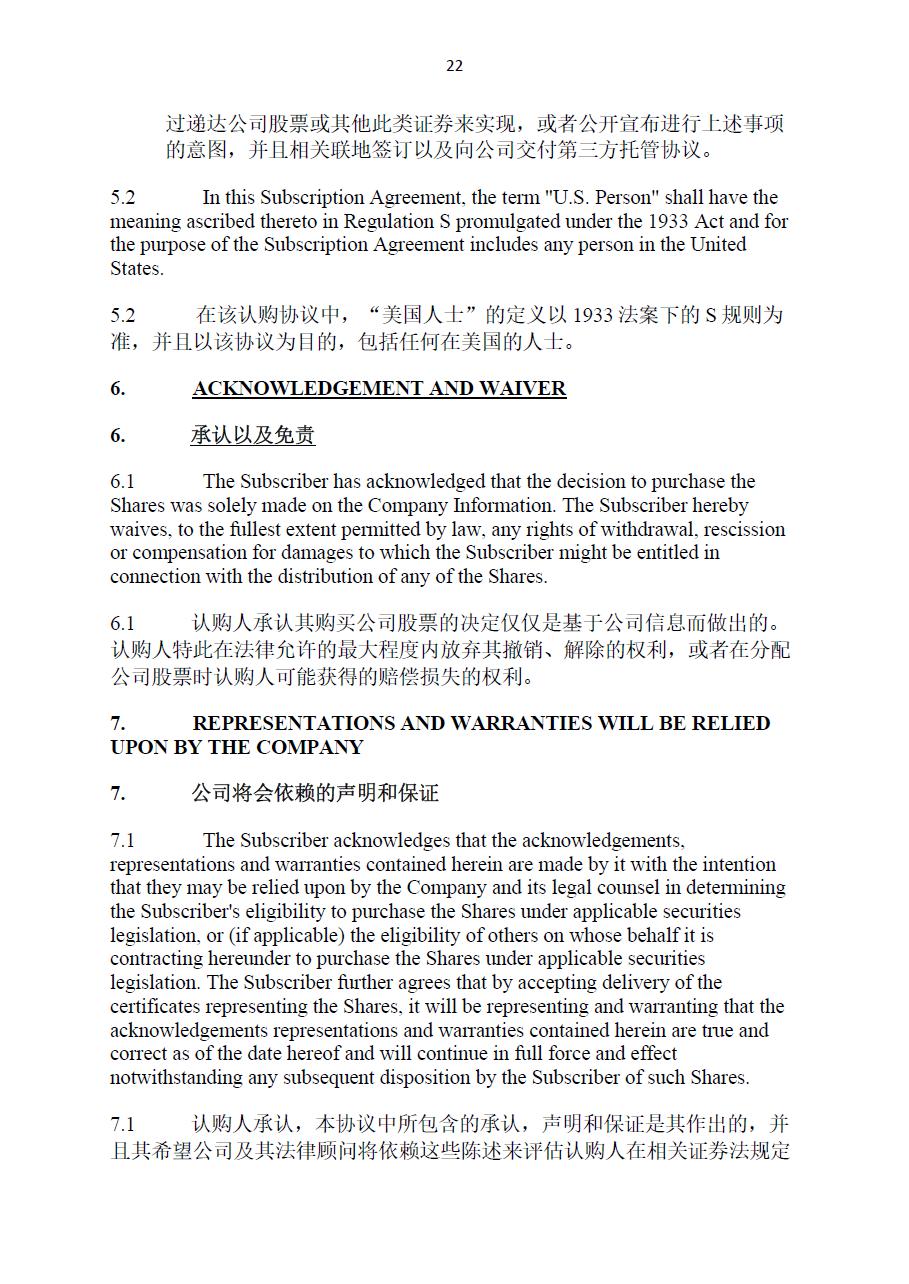 22
过递达公司股票或其他此类证券来实现，或者公开宣布进行上述事项
的意图，并且相关联地签订以及向公司交付第三方托管协议。
5.2 In this Subscription Agreement, the term "U.S. Person" shall have the
meaning ascribed thereto in Regulation S promulgated under the 1933 Act and for
the purpose of the Subscription Agreement includes any person in the United
States.
5.2 在该认购协议中，“美国人士”的定义以 1933 法案下的 S 规则为
准，并且以该协议为目的，包括任何在美国的人士。
6. ACKNOWLEDGEMENT AND WAIVER
6. 承认以及免责
6.1 The Subscriber has acknowledged that the decision to purchase the
Shares was solely made on the Company Information. The Subscriber hereby
waives, to the fullest extent permitted by law, any rights of withdrawal, rescission
or compensation for damages to which the Subscriber might be entitled in
connection with the distribution of any of the Shares.
6.1 认购人承认其购买公司股票的决定仅仅是基于公司信息而做出的。
认购人特此在法律允许的最大程度内放弃其撤销、解除的权利，或者在分配
公司股票时认购人可能获得的赔偿损失的权利。
7. REPRESENTATIONS AND WARRANTIES WILL BE RELIED
UPON BY THE COMPANY
7. 公司将会依赖的声明和保证
7.1 The Subscriber acknowledges that the acknowledgements,
representations and warranties contained herein are made by it with the intention
that they may be relied upon by the Company and its legal counsel in determining
the Subscriber's eligibility to purchase the Shares under applicable securities
legislation, or (if applicable) the eligibility of others on whose behalf it is
contracting hereunder to purchase the Shares under applicable securities
legislation. The Subscriber further agrees that by accepting delivery of the
certificates representing the Shares, it will be representing and warranting that the
acknowledgements representations and warranties contained herein are true and
correct as of the date hereof and will continue in full force and effect
notwithstanding any subsequent disposition by the Subscriber of such Shares.
7.1 认购人承认，本协议中所包含的承认，声明和保证是其作出的，并
且其希望公司及其法律顾问将依赖这些陈述来评估认购人在相关证券法规定